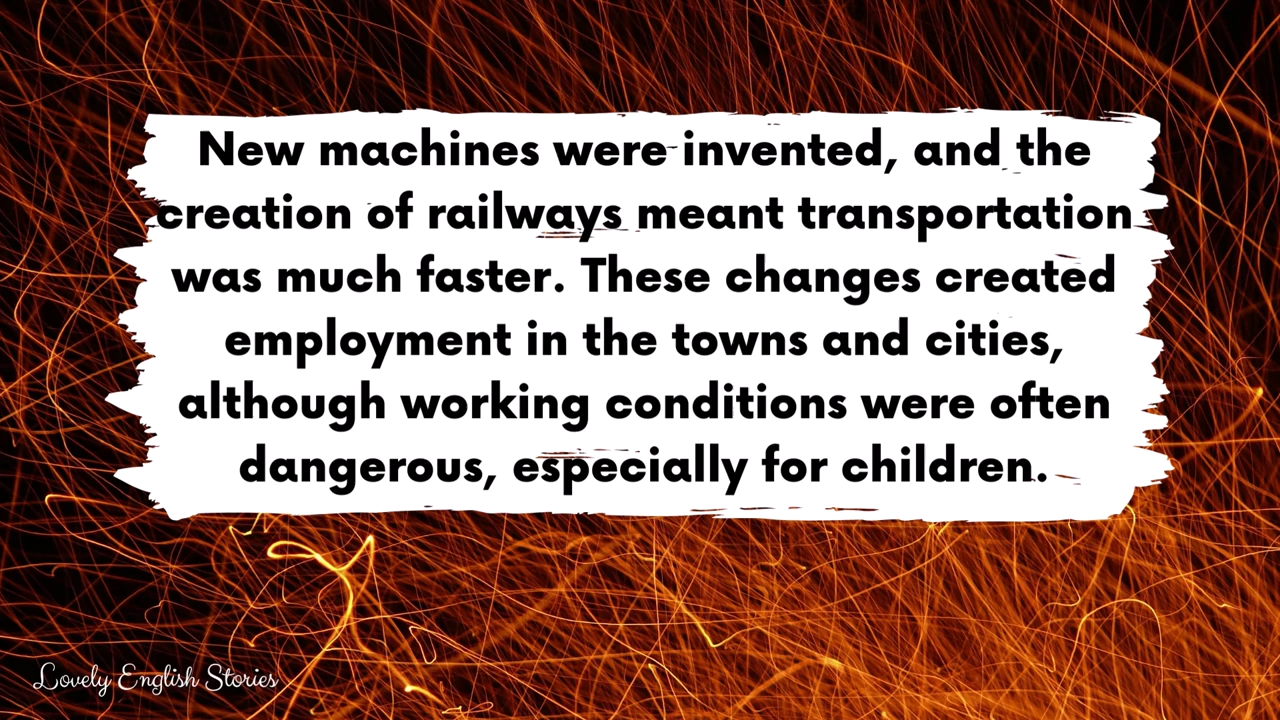 New machines were invented, and the
creation of railways meant transportation
was much faster. These changes created
employment in the towns and cities,
although working conditions were often
dangerous, especially for children.
Lovely English Stories